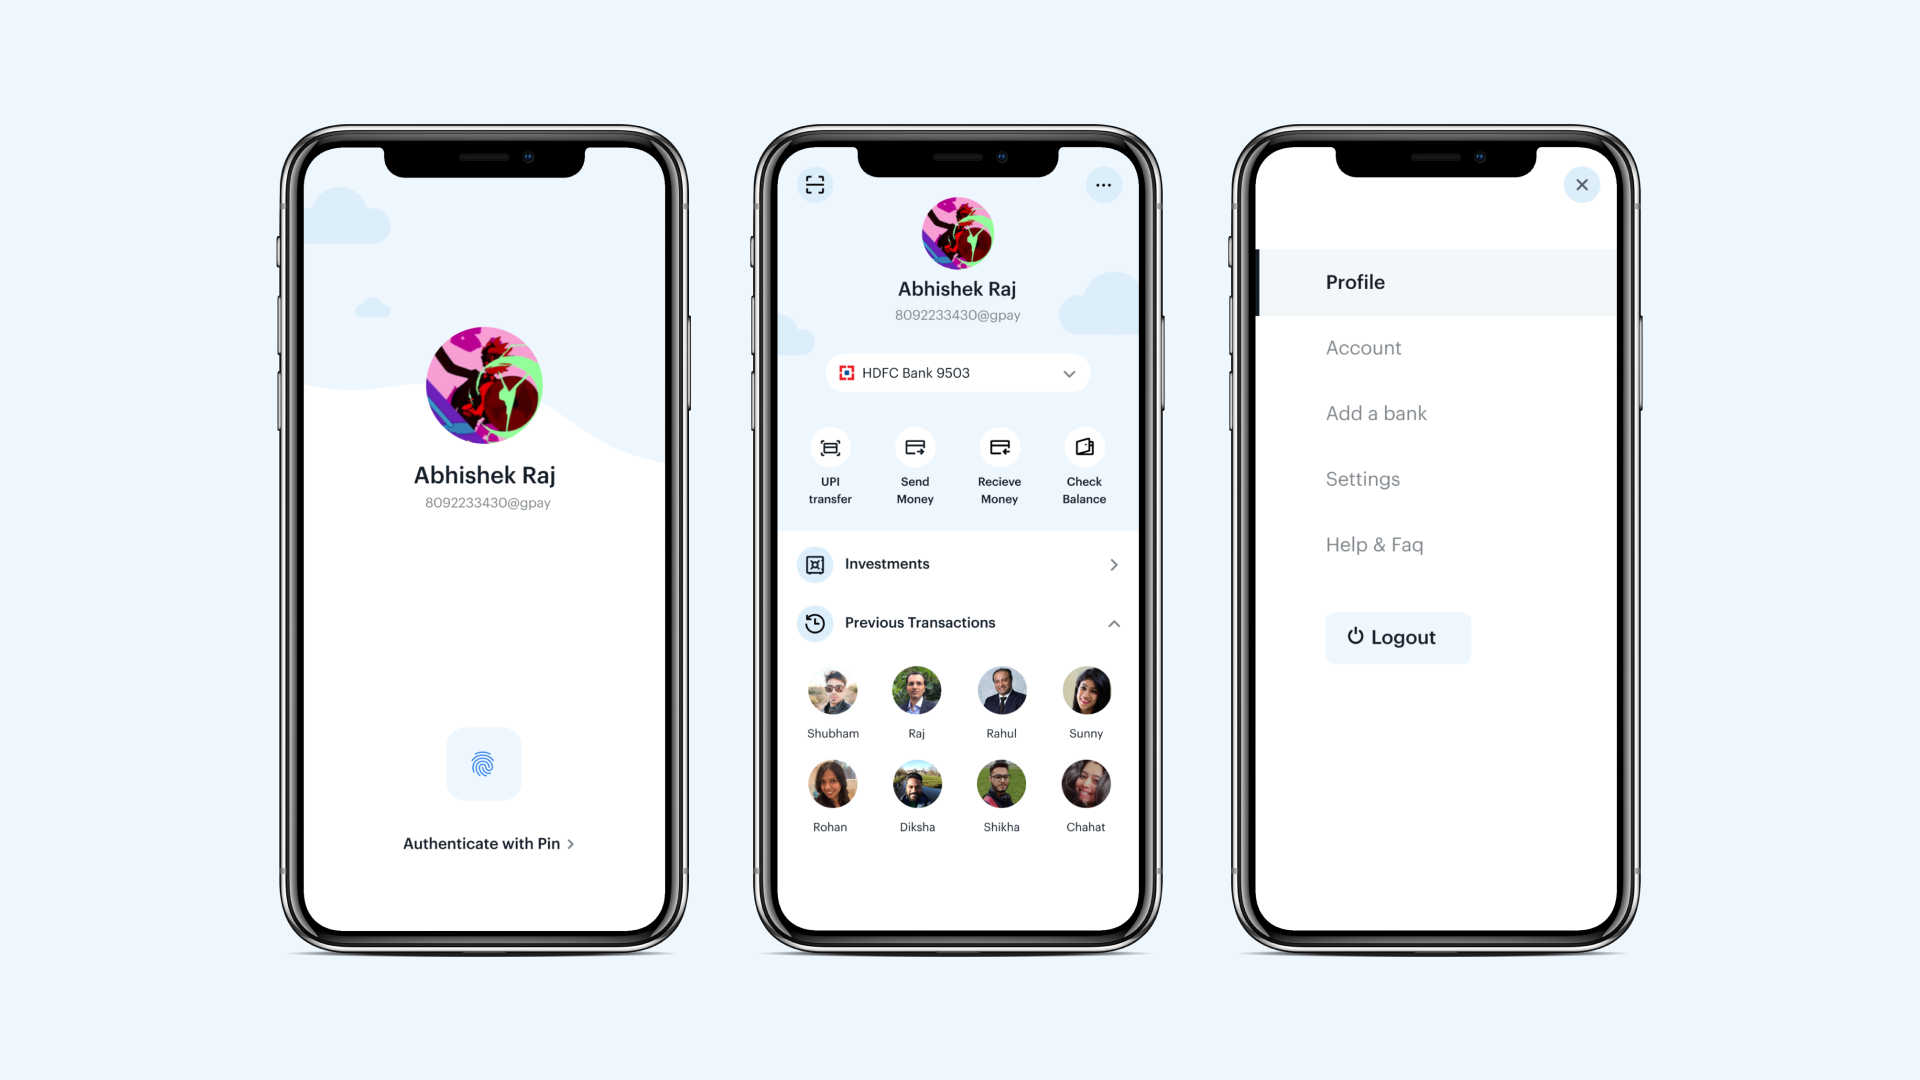 Abhishek Raj
8092233430@gpay
Authenticate with Pin
Abhishek Raj
8092233430@gpay
HDFC Bank 9503
UPI
transfer
Send
Money
Recieve
Money
Check
Balance
Investments
Previous Transactions
Shubham
Raj
Rahul
Sunny
Rohan
Diksha
Shikha
Chahat
Profile
Account
Add a bank
Settings
Help & Faq
Logout